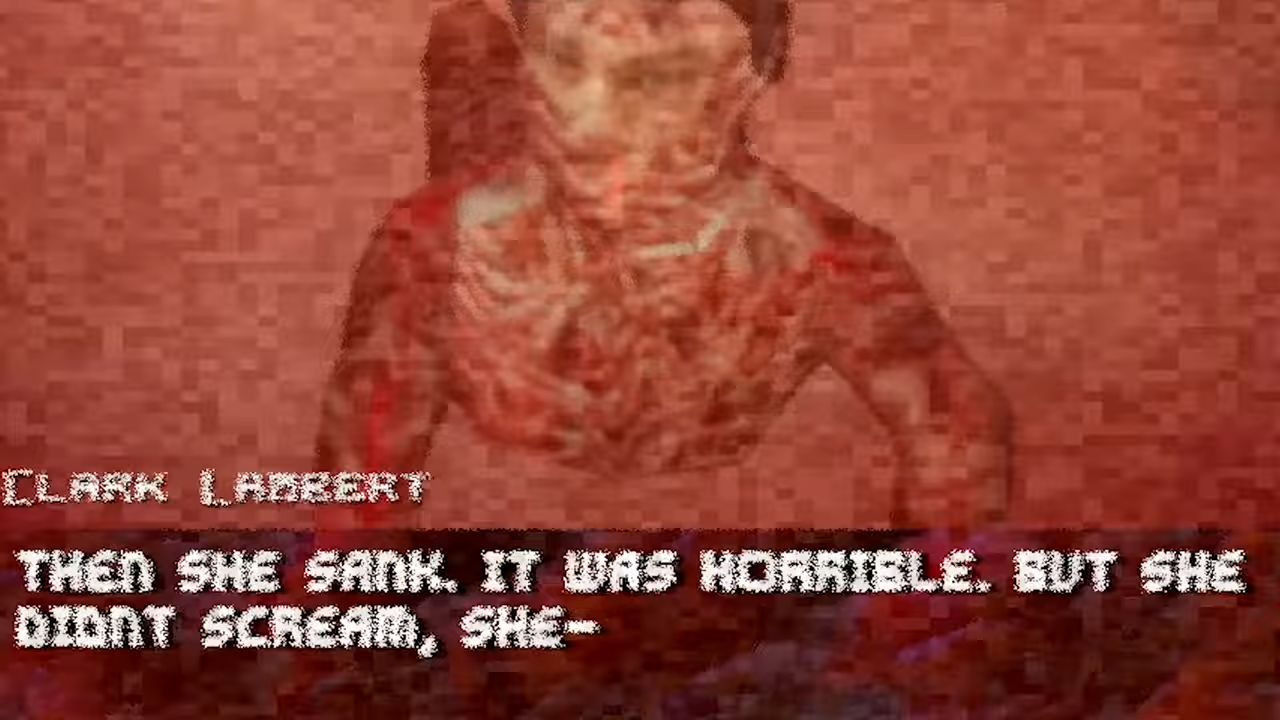 CLARK LAMBERT
THEN SHE SANK. IT WAS HORRIBLE. BUT SHE
DIDNT SCREAM, SHE-